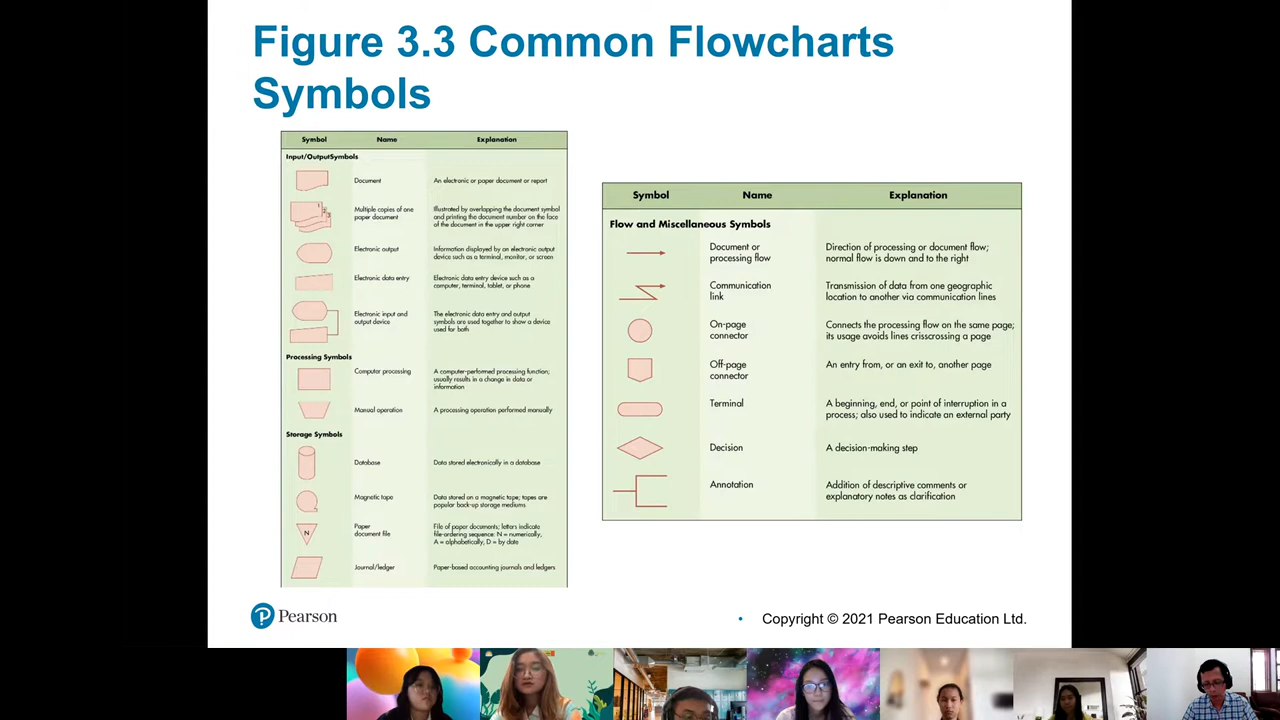 Figure 3.3 Common Flowcharts
Symbols
Symbol Name Explanation
Input/OutputSymbols
Document An electronic or paper document or report
Multiple copies of one
paper document
Illustrated by overlapping the document symbol
and printing the document number on the face
of the document in the upper right corner
1
2
3
Electronic output
Information displayed by an electronic output
device such as a terminal, monitor, or screen
Electronic data entry
Electronic data entry device such as a
computer, terminal, tablet, or phone
Electronic input and
output device
The electronic data entry and output
symbols are used together to show a device
used for both
Processing Symbols
Computer processing
A computer-performed processing function;
usually results in a change in data or
information
Manual operation A processing operation performed manually
Storage Symbols
Database Data stored electronically in a database
Magnetic tape
Data stored on a magnetic tape; tapes are
popular back-up storage mediums
N
Paper
document file
File of paper documents; letters indicate
file-ordering sequence: N = numerically,
A = alphabetically, D = by date
Journal/ledger Paper-based accounting journals and ledgers
Symbol Name Explanation
Flow and Miscellaneous Symbols
Document or
processing flow
Direction of processing or document flow;
normal flow is down and to the right
Communication
link
Transmission of data from one geographic
location to another via communication lines
On-page
connector
Connects the processing flow on the same page;
its usage avoids lines crisscrossing a page
Off-page
connector
An entry from, or an exit to, another page
Terminal
A beginning, end, or point of interruption in a
process; also used to indicate an external party
Decision A decision-making step
Annotation
Addition of descriptive comments or
explanatory notes as clarification
P Pearson
• Copyright © 2021 Pearson Education Ltd.